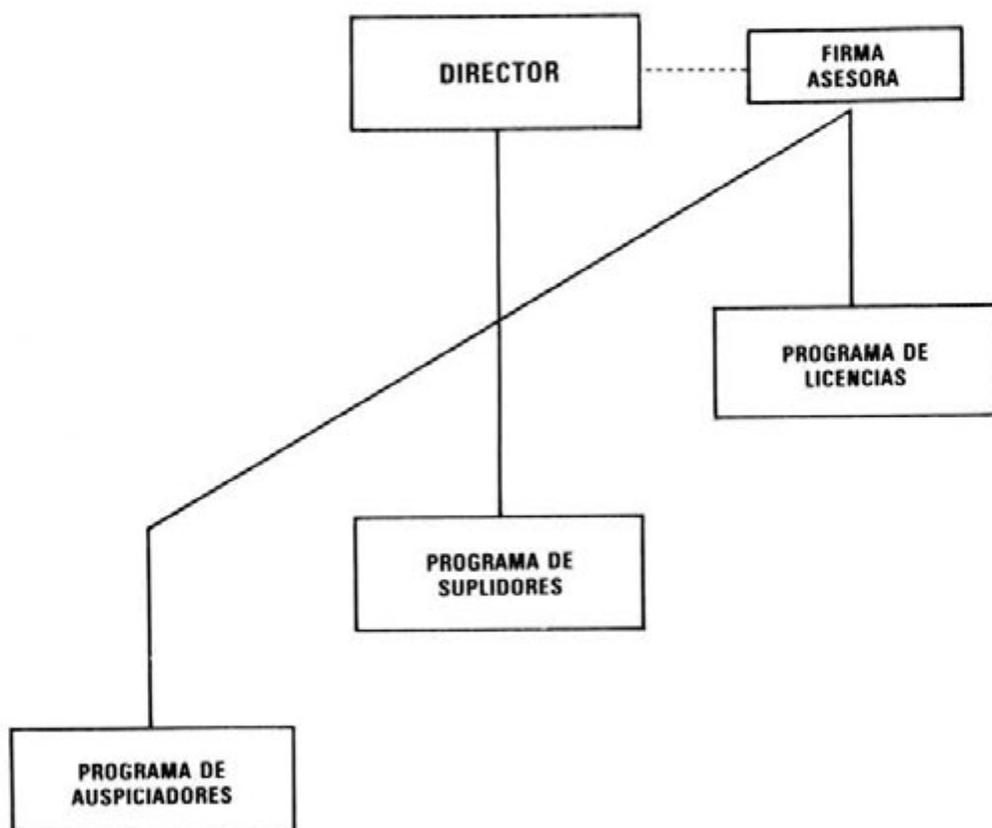 DIRECTOR
FIRMA
ASESORA
PROGRAMA DE
LICENCIAS
PROGRAMA DE
SUPLIDORES
PROGRAMA DE
AUSPICIADORES